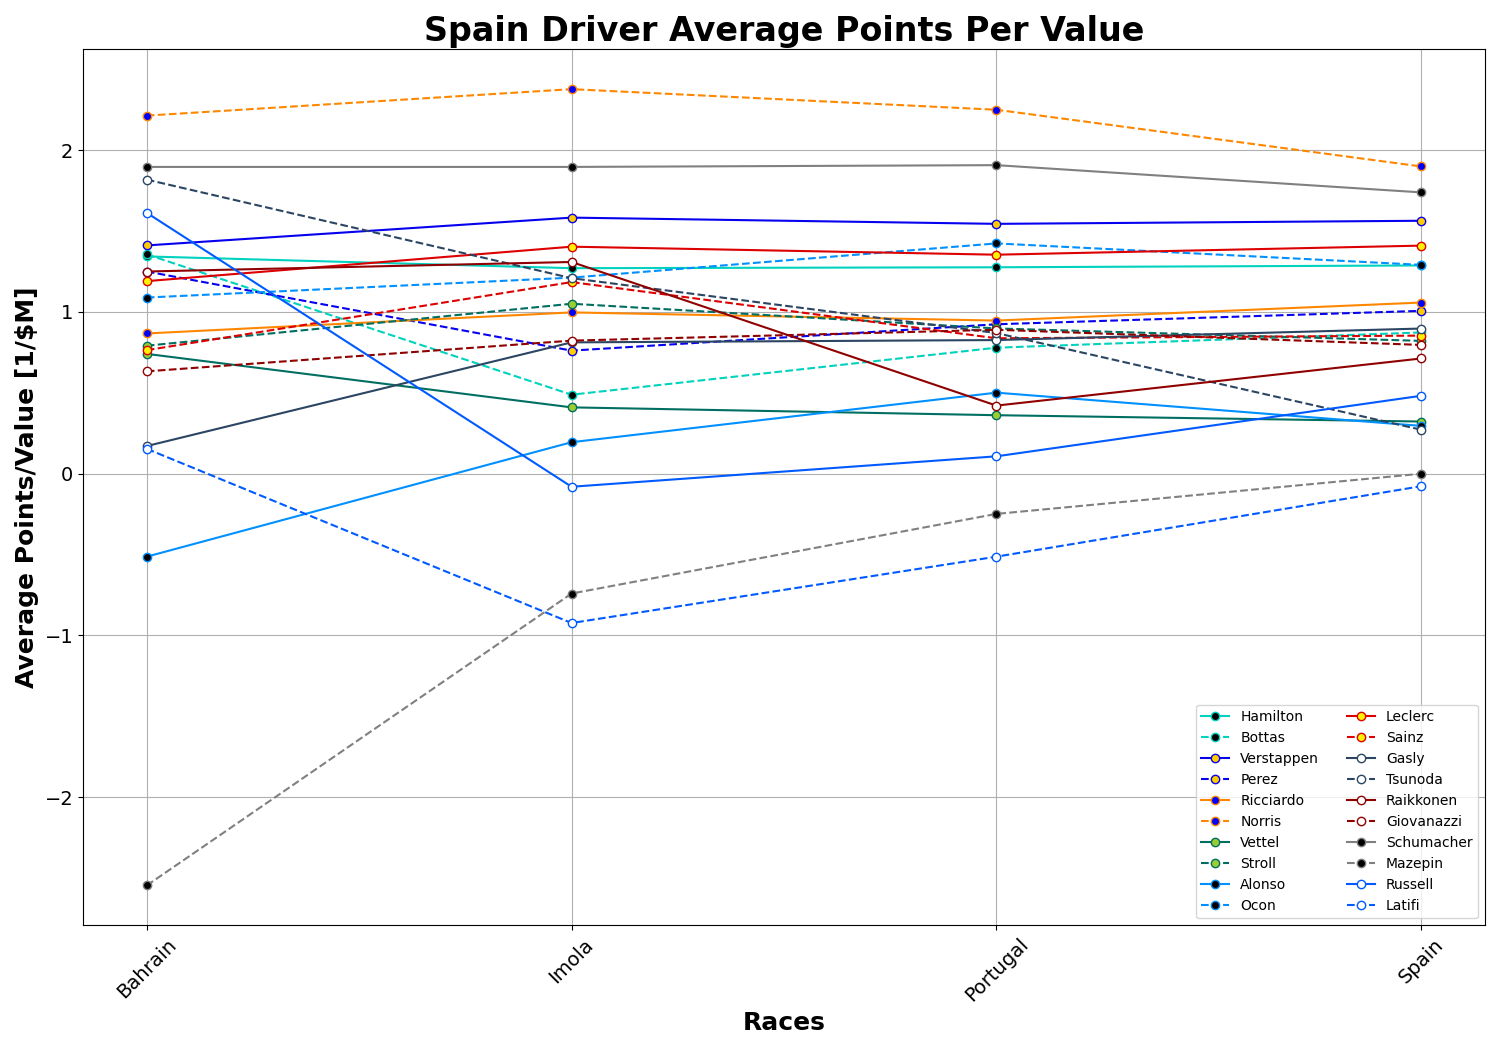 Spain Driver Average Points Per Value
Average Points/Value [1/$M]
2
1
0
−1
−2
Hamilton
Bottas
Verstappen
Perez
Ricciardo
Norris
Vettel
Stroll
Alonso
Ocon
Leclerc
Sainz
Gasly
Tsunoda
Raikkonen
Giovanazzi
Schumacher
Mazepin
Russell
Latifi
Bahrain
Imola
Portugal
Spain
Races